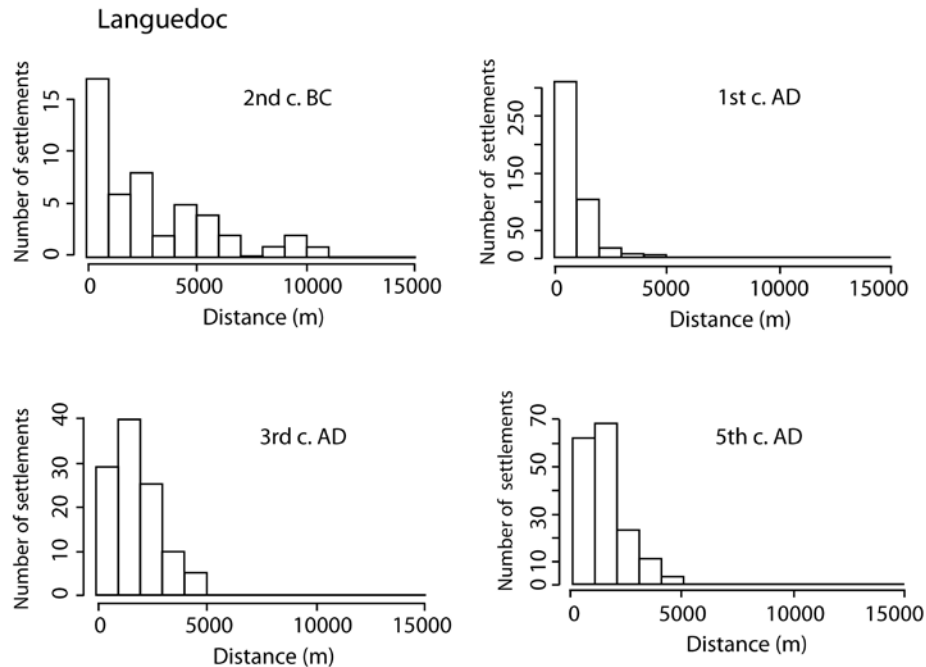 Languedoc
2nd c. BC
Number of settlements
15
10
5
0
0 5000 10000 15000
Distance (m)
1st c. AD
Number of settlements
250
150
50
0
0 5000 10000 15000
Distance (m)
3rd c. AD
Number of settlements
40
30
20
10
0
0 5000 10000 15000
Distance (m)
5th c. AD
Number of settlements
70
50
30
0 10
0 5000 10000 15000
Distance (m)